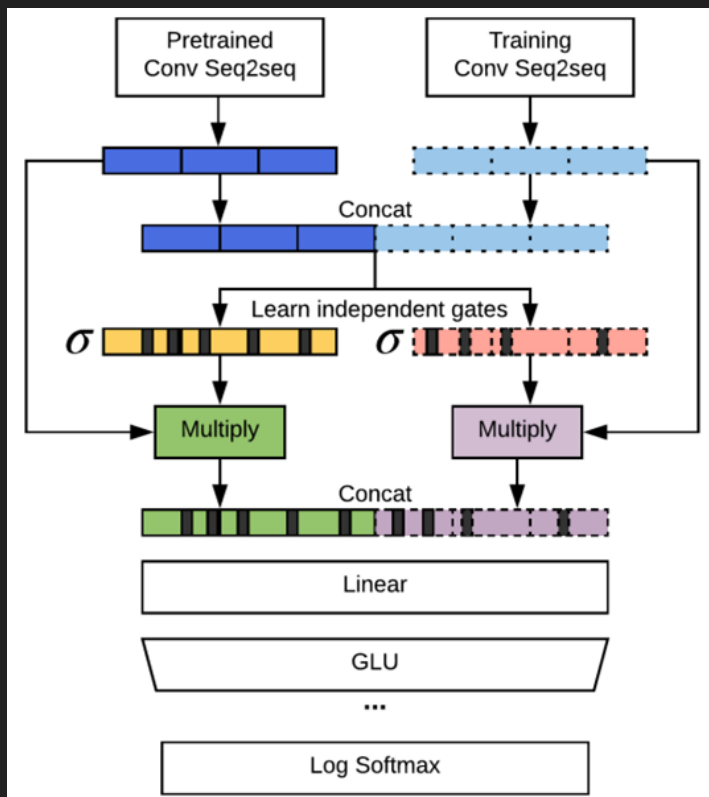 Pretrained
Conv Seq2seq
Training
Conv Seq2seq
Concat
Learn independent gates
σ
σ
Multiply
Multiply
Concat
Linear
GLU
...
Log Softmax